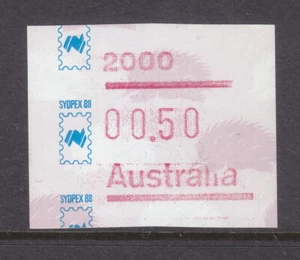 2000
SYDPEX 88
00.50
Australia
SYDPEX 88